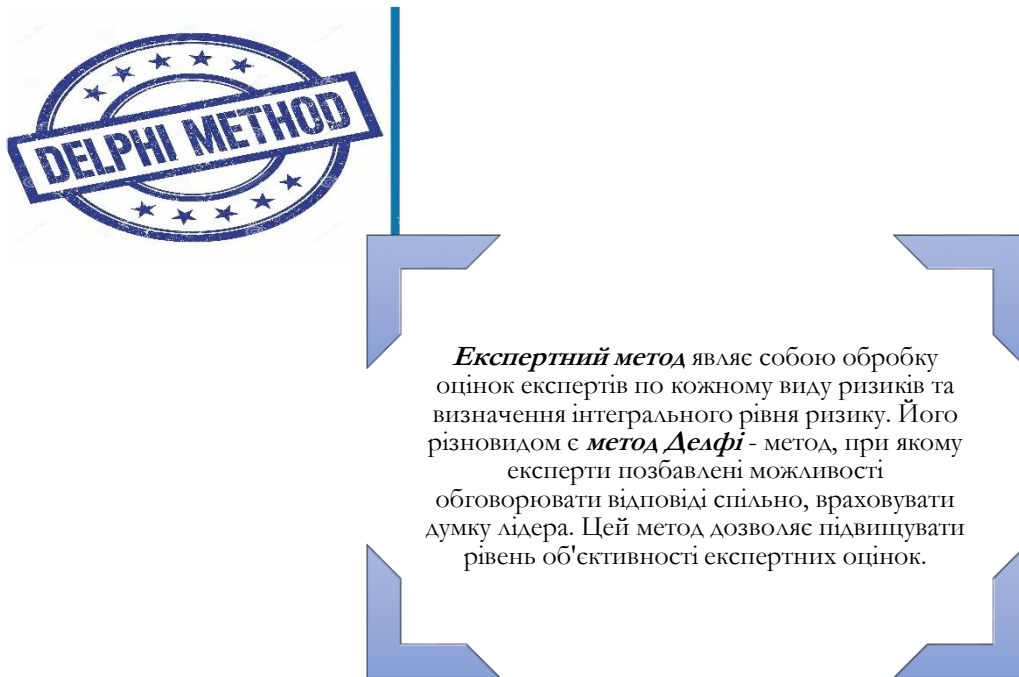 DELPHI METHOD
Експертний метод являє собою обробку
оцінок експертів по кожному виду ризиків та
визначення інтегрального рівня ризику. Його
різновидом є метод Делфі - метод, при якому
експерти позбавлені можливості
обговорювати відповіді спільно, враховувати
думку лідера. Цей метод дозволяє підвищувати
рівень об'єктивності експертних оцінок.